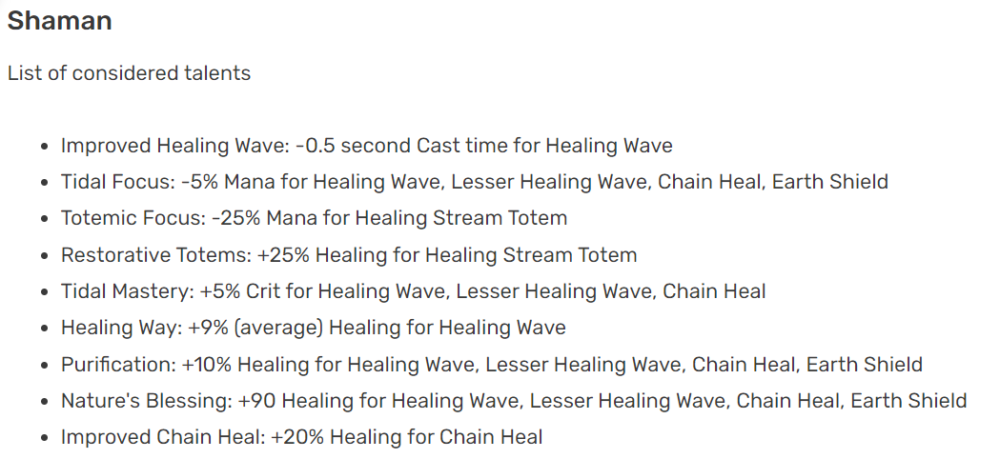 Shaman
List of considered talents
Improved Healing Wave: -0.5 second Cast time for Healing Wave
Tidal Focus: -5% Mana for Healing Wave, Lesser Healing Wave, Chain Heal, Earth Shield
Totemic Focus: -25% Mana for Healing Stream Totem
Restorative Totems: +25% Healing for Healing Stream Totem
Tidal Mastery: +5% Crit for Healing Wave, Lesser Healing Wave, Chain Heal
Healing Way: +9% (average) Healing for Healing Wave
Purification: +10% Healing for Healing Wave, Lesser Healing Wave, Chain Heal, Earth Shield
Nature's Blessing: +90 Healing for Healing Wave, Lesser Healing Wave, Chain Heal, Earth Shield
Improved Chain Heal: +20% Healing for Chain Heal